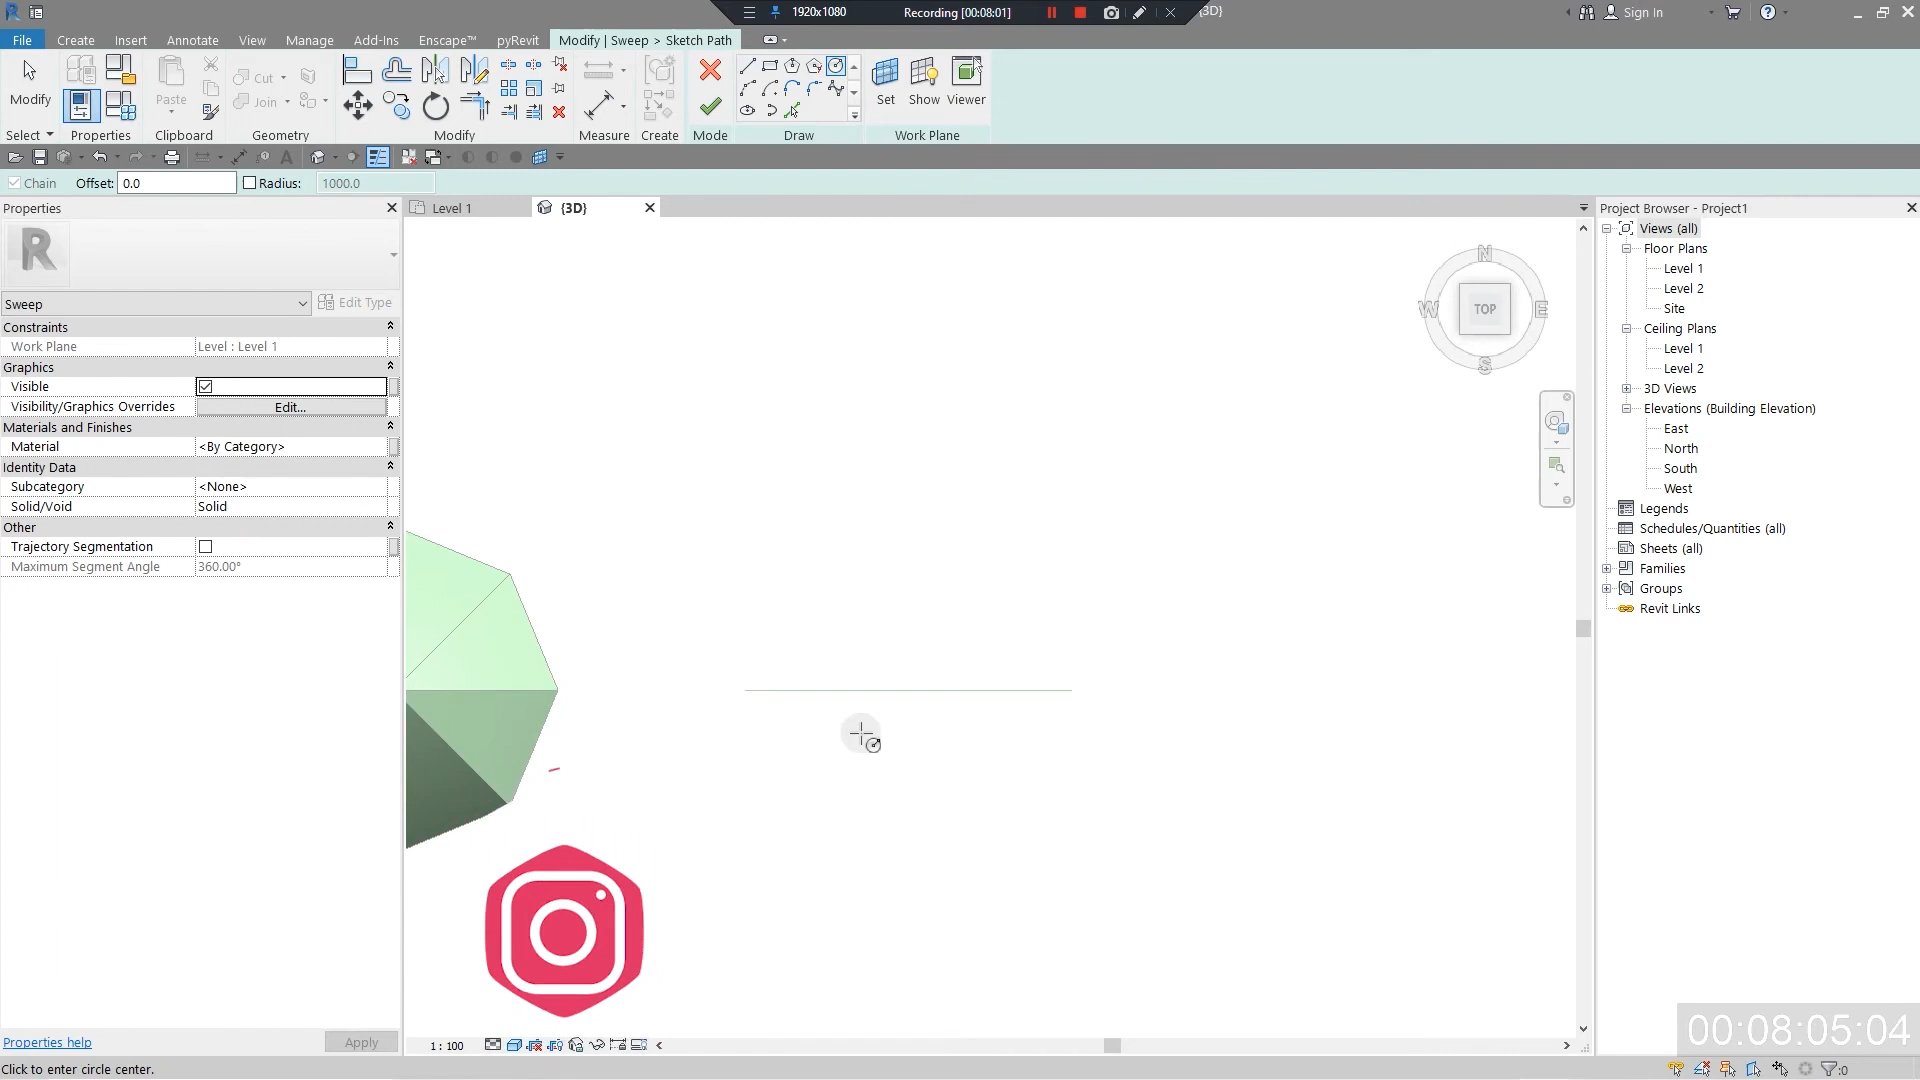 1920x1080
Recording [00:08:01]
{3D}
Sign In
File
Create
Insert
Annotate
View
Manage
Add-Ins
Enscape™
pyRevit
Modify | Sweep > Sketch Path
Modify
Paste
Cut
Join
Set
Show
Viewer
Select
Properties
Clipboard
Geometry
Modify
Measure
Create
Mode
Draw
Work Plane
Chain
Offset:
0.0
Radius:
1000.0
Properties
Level 1
{3D}
Project Browser - Project1
Sweep
Edit Type
Constraints
Work Plane
Level : Level 1
Graphics
Visible
Visibility/Graphics Overrides
Edit...
Materials and Finishes
Material
<By Category>
Identity Data
Subcategory
<None>
Solid/Void
Solid
Other
Trajectory Segmentation
Maximum Segment Angle
360.00°
Properties help
Apply
N
W
TOP
E
S
Views (all)
Floor Plans
Level 1
Level 2
Site
Ceiling Plans
Level 1
Level 2
3D Views
Elevations (Building Elevation)
East
North
South
West
Legends
Schedules/Quantities (all)
Sheets (all)
Families
Groups
Revit Links
1 : 100
00:08:05:04
Click to enter circle center.
:0